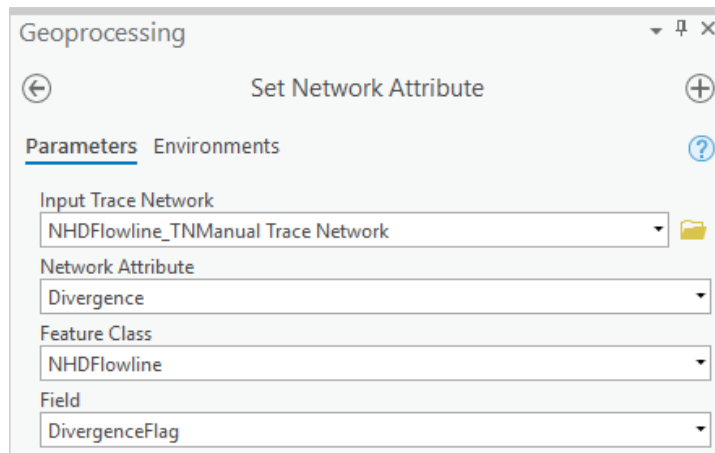 Geoprocessing
Set Network Attribute
Parameters Environments
Input Trace Network
NHDFlowline_TNManual Trace Network
Network Attribute
Divergence
Feature Class
NHDFlowline
Field
DivergenceFlag